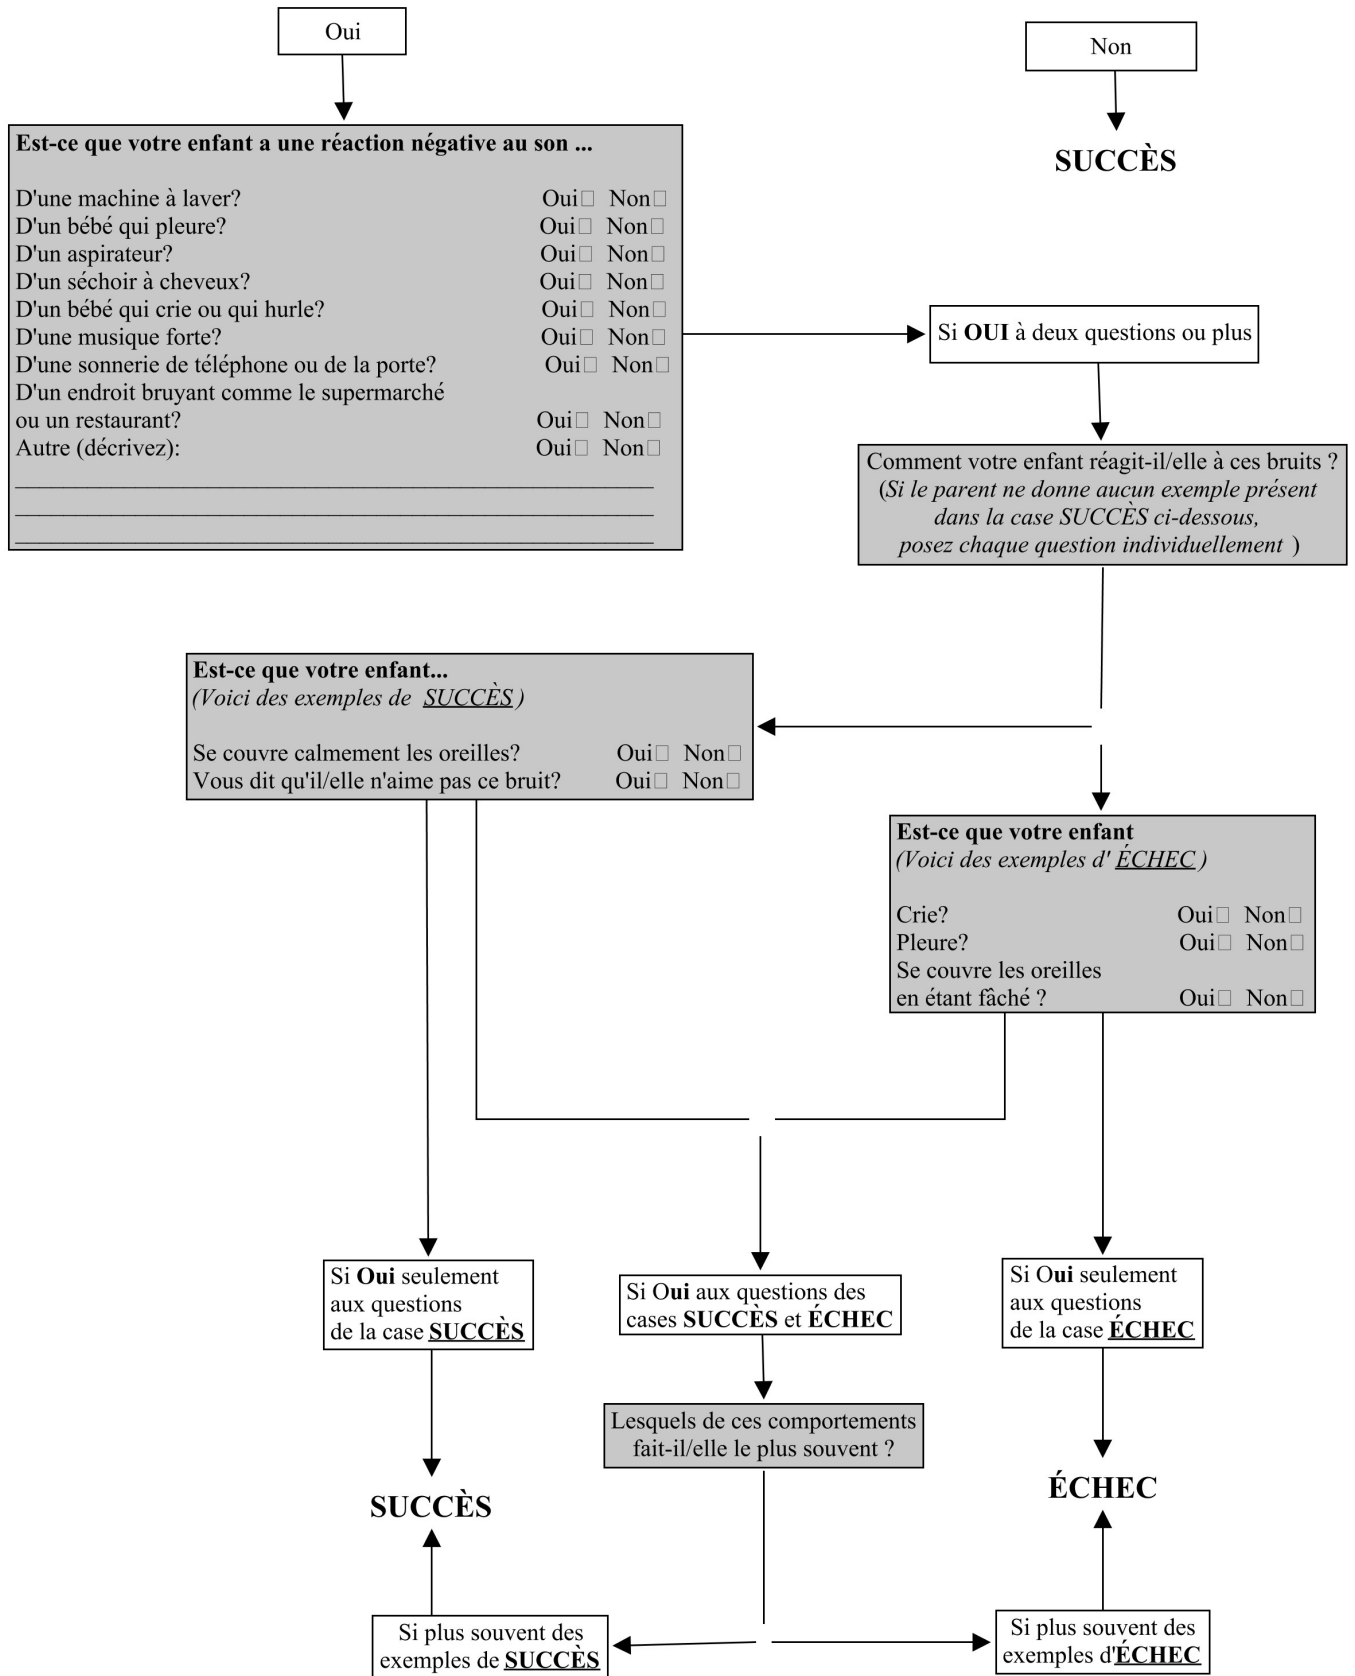 Oui
Non
SUCCÈS
Est-ce que votre enfant a une réaction négative au son ...
D'une machine à laver? Oui□ Non□
D'un bébé qui pleure? Oui□ Non□
D'un aspirateur? Oui□ Non□
D'un séchoir à cheveux? Oui□ Non□
D'un bébé qui crie ou qui hurle? Oui□ Non□
D'une musique forte? Oui□ Non□
D'une sonnerie de téléphone ou de la porte? Oui□ Non□
D'un endroit bruyant comme le supermarché
ou un restaurant? Oui□ Non□
Autre (décrivez): Oui□ Non□
Si OUI à deux questions ou plus
Comment votre enfant réagit-il/elle à ces bruits ?
(Si le parent ne donne aucun exemple présent
dans la case SUCCÈS ci-dessous,
posez chaque question individuellement )
Est-ce que votre enfant...
(Voici des exemples de SUCCÈS)
Se couvre calmement les oreilles? Oui□ Non□
Vous dit qu'il/elle n'aime pas ce bruit? Oui□ Non□
Est-ce que votre enfant
(Voici des exemples d' ÉCHEC)
Crie? Oui□ Non□
Pleure? Oui□ Non□
Se couvre les oreilles
en étant fâché ? Oui□ Non□
Si Oui seulement
aux questions
de la case SUCCÈS
Si Oui aux questions des
cases SUCCÈS et ÉCHEC
Si Oui seulement
aux questions
de la case ÉCHEC
Lesquels de ces comportements
fait-il/elle le plus souvent ?
SUCCÈS
ÉCHEC
Si plus souvent des
exemples de SUCCÈS
Si plus souvent des
exemples d'ÉCHEC